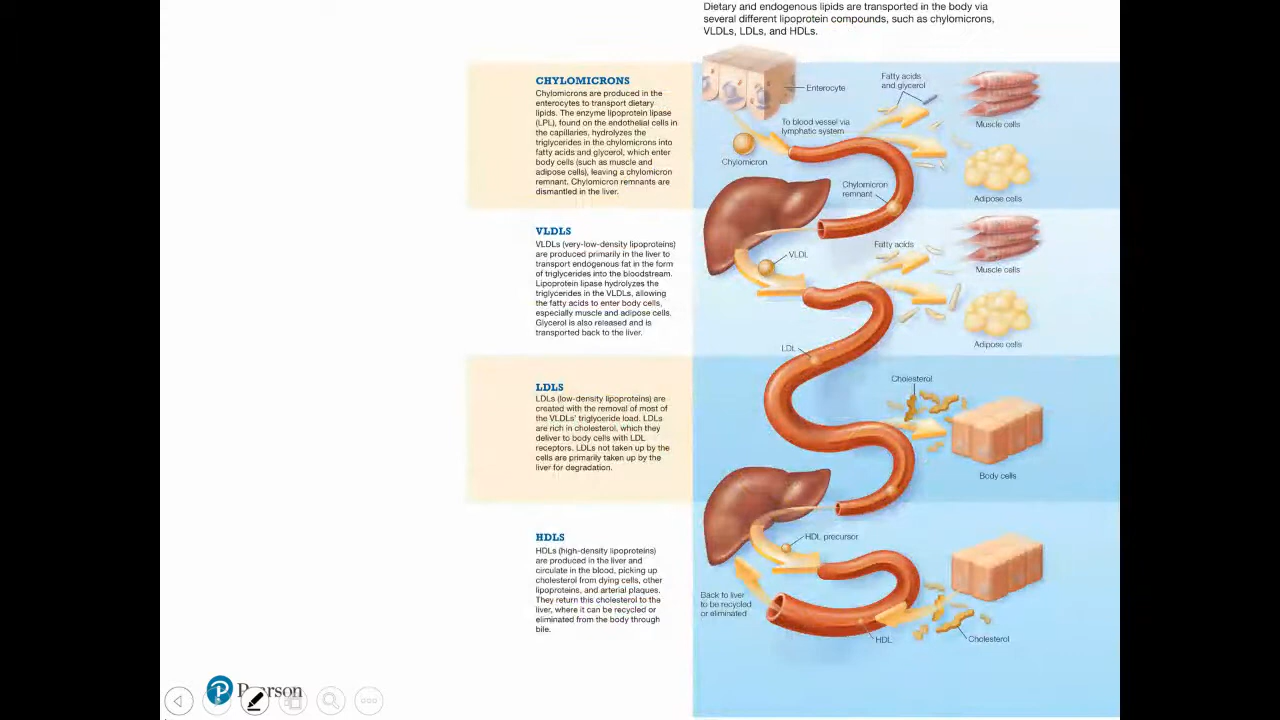 Dietary and endogenous lipids are transported in the body via
several different lipoprotein compounds, such as chylomicrons,
VLDLs, LDLs, and HDLs.
CHYLOMICRONS
Chylomicrons are produced in the
enterocytes to transport dietary
lipids. The enzyme lipoprotein lipase
(LPL), found on the endothelial cells in
the capillaries, hydrolyzes the
triglycerides in the chylomicrons into
fatty acids and glycerol, which enter
body cells (such as muscle and
adipose cells), leaving a chylomicron
remnant. Chylomicron remnants are
dismantled in the liver.
Enterocyte
Fatty acids
and glycerol
Muscle cells
To blood vessel via
lymphatic system
Chylomicron
Chylomicron
remnant
Adipose cells
VLDLS
VLDLs (very-low-density lipoproteins)
are produced primarily in the liver to
transport endogenous fat in the form
of triglycerides into the bloodstream.
Lipoprotein lipase hydrolyzes the
triglycerides in the VLDLs, allowing
the fatty acids to enter body cells,
especially muscle and adipose cells.
Glycerol is also released and is
transported back to the liver.
VLDL
Fatty acids
Muscle cells
Adipose cells
LDL
LDLS
LDLs (low-density lipoproteins) are
created with the removal of most of
the VLDLs' triglyceride load. LDLs
are rich in cholesterol, which they
deliver to body cells with LDL
receptors. LDLs not taken up by the
cells are primarily taken up by the
liver for degradation.
Cholesterol
Body cells
HDLS
HDLs (high-density lipoproteins)
are produced in the liver and
circulate in the blood, picking up
cholesterol from dying cells, other
lipoproteins, and arterial plaques.
They return this cholesterol to the
liver, where it can be recycled or
eliminated from the body through
bile.
HDL precursor
Back to liver
to be recycled
or eliminated
HDL
Cholesterol
Pearson